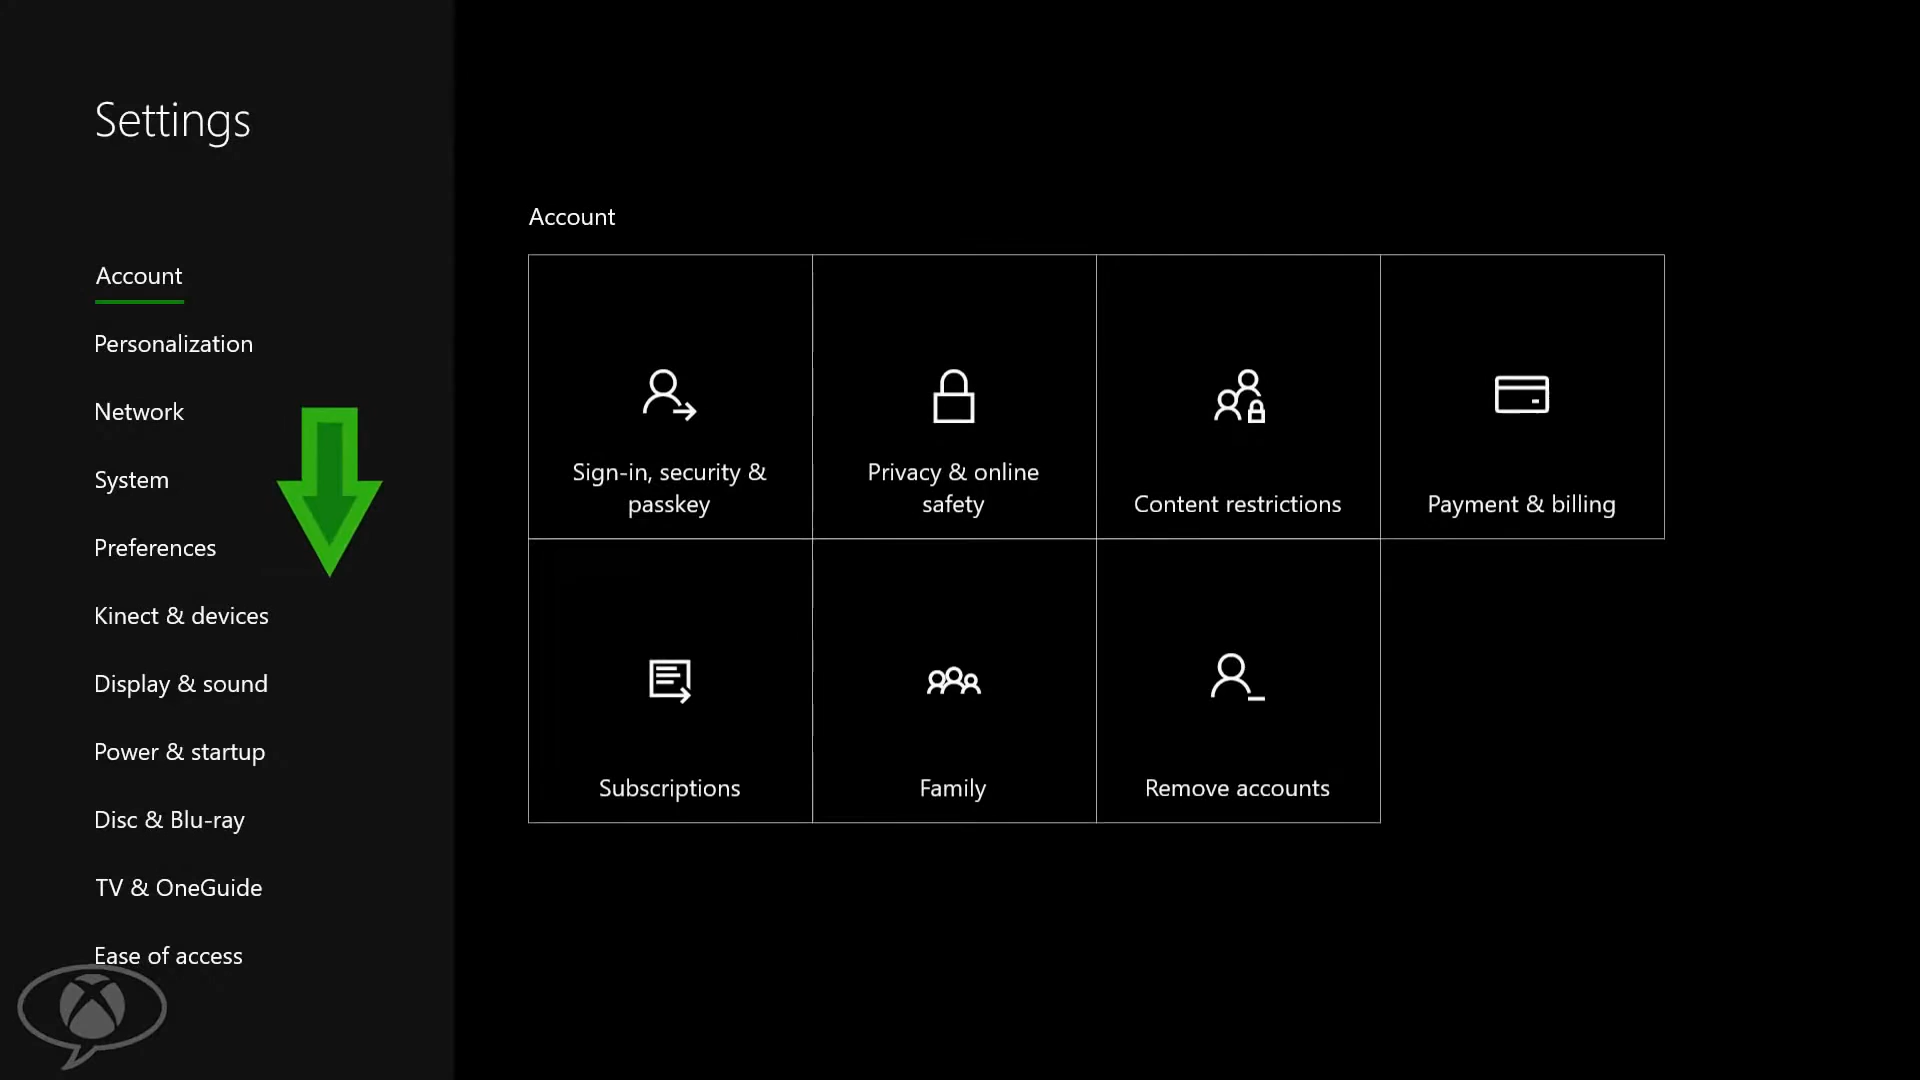 Settings
Account
Personalization
Network
System
Preferences
Kinect & devices
Display & sound
Power & startup
Disc & Blu-ray
TV & OneGuide
Ease of access
Account
Sign-in, security &
passkey
Privacy & online
safety
Content restrictions
Payment & billing
Subscriptions
Family
Remove accounts